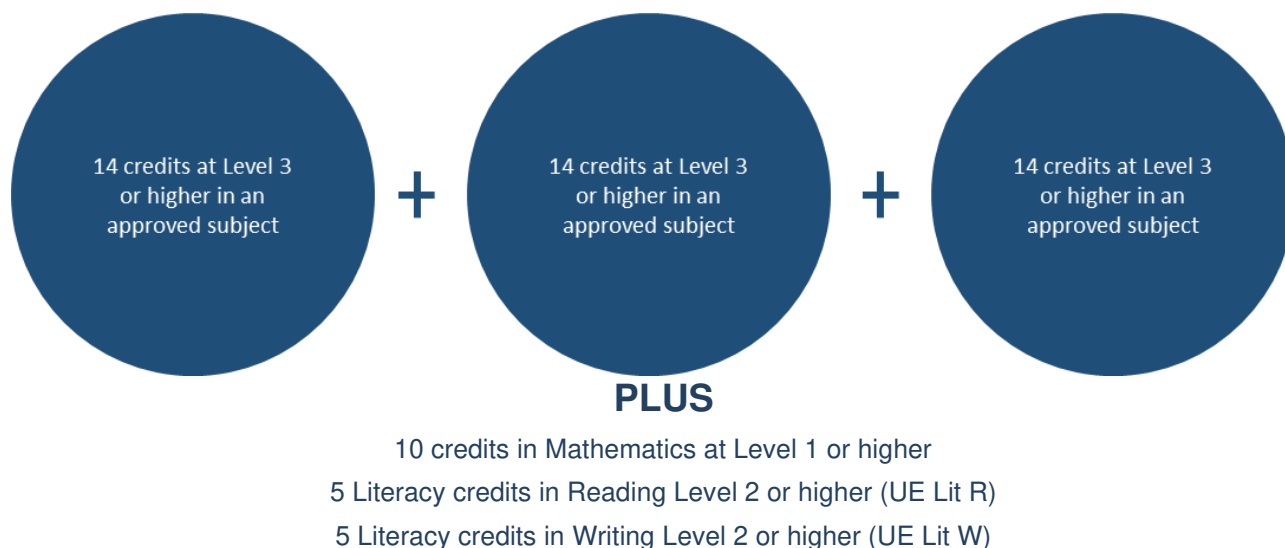 14 credits at Level 3
or higher in an
approved subject
+
14 credits at Level 3
or higher in an
approved subject
+
14 credits at Level 3
or higher in an
approved subject
PLUS
10 credits in Mathematics at Level 1 or higher
5 Literacy credits in Reading Level 2 or higher (UE Lit R)
5 Literacy credits in Writing Level 2 or higher (UE Lit W)